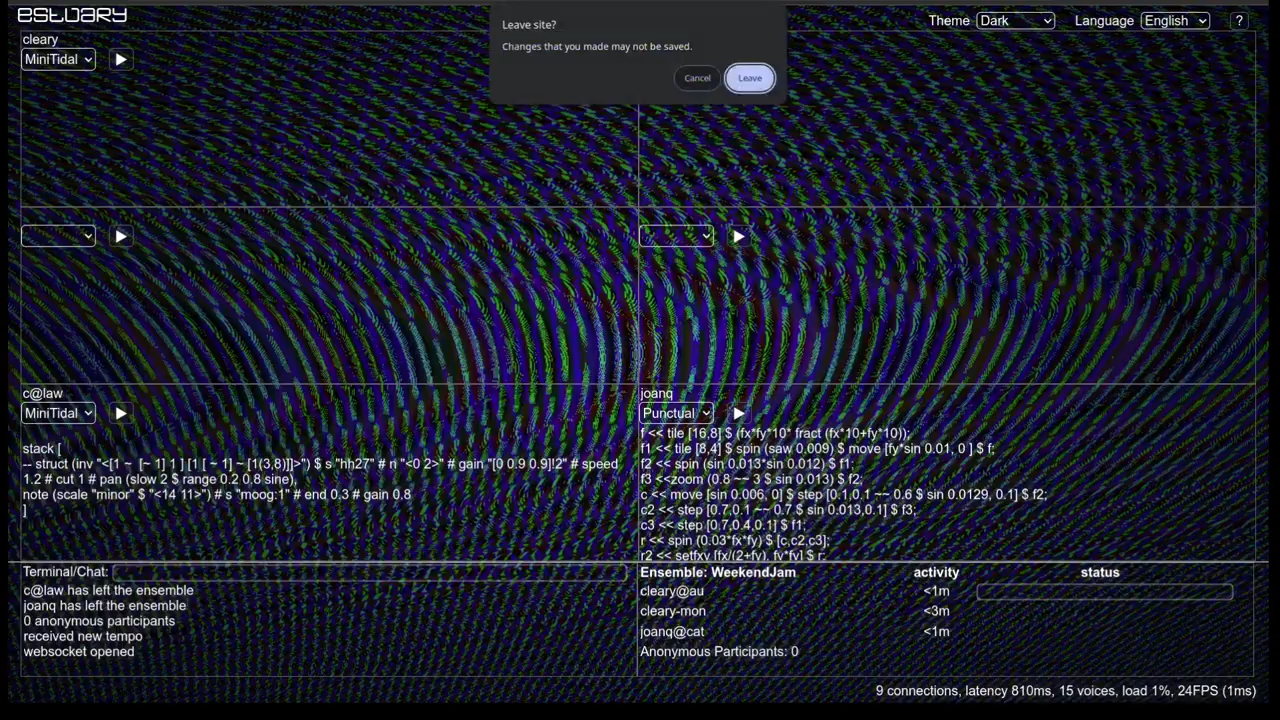 estuary
Leave site?
Changes that you made may not be saved.
Cancel
Leave
Theme
Dark
Language
English
?
cleary
MiniTidal
c@law
MiniTidal
stack [
-- struct (inv "<[1 ~ [~ 1] 1 ] [1 [ ~ 1] ~ [1(3,8)]]>") $ s "hh27" # n "<0 2>" # gain "[0 0.9 0.9]!2" # speed
1.2 # cut 1 # pan (slow 2 $ range 0.2 0.8 sine),
note (scale "minor" $ "<14 11>") # s "moog:1" # end 0.3 # gain 0.8
]
joanq
Punctual
f << tile [16,8] $ (fx*fy*10* fract (fx*10+fy*10));
f1 << tile [8,4] $ spin (saw 0.009) $ move [fy*sin 0.01, 0 ] $ f;
f2 << spin (sin 0.013*sin 0.012) $ f1;
f3 <<zoom (0.8 ~~ 3 $ sin 0.013) $ f2;
c << move [sin 0.006, 0] $ step [0.1,0.1 ~~ 0.6 $ sin 0.0129, 0.1] $ f2;
c2 << step [0.7,0.1 ~~ 0.7 $ sin 0.013,0.1] $ f3;
c3 << step [0.7,0.4,0.1] $ f1;
r << spin (0.03*fx*fy) $ [c,c2,c3];
r2 << setfxy [fx/(2+fy), fy*fy] $ r;
Terminal/Chat:
c@law has left the ensemble
joanq has left the ensemble
0 anonymous participants
received new tempo
websocket opened
Ensemble: WeekendJam activity status
cleary@au <1m
cleary-mon <3m
joanq@cat <1m
Anonymous Participants: 0
9 connections, latency 810ms, 15 voices, load 1%, 24FPS (1ms)